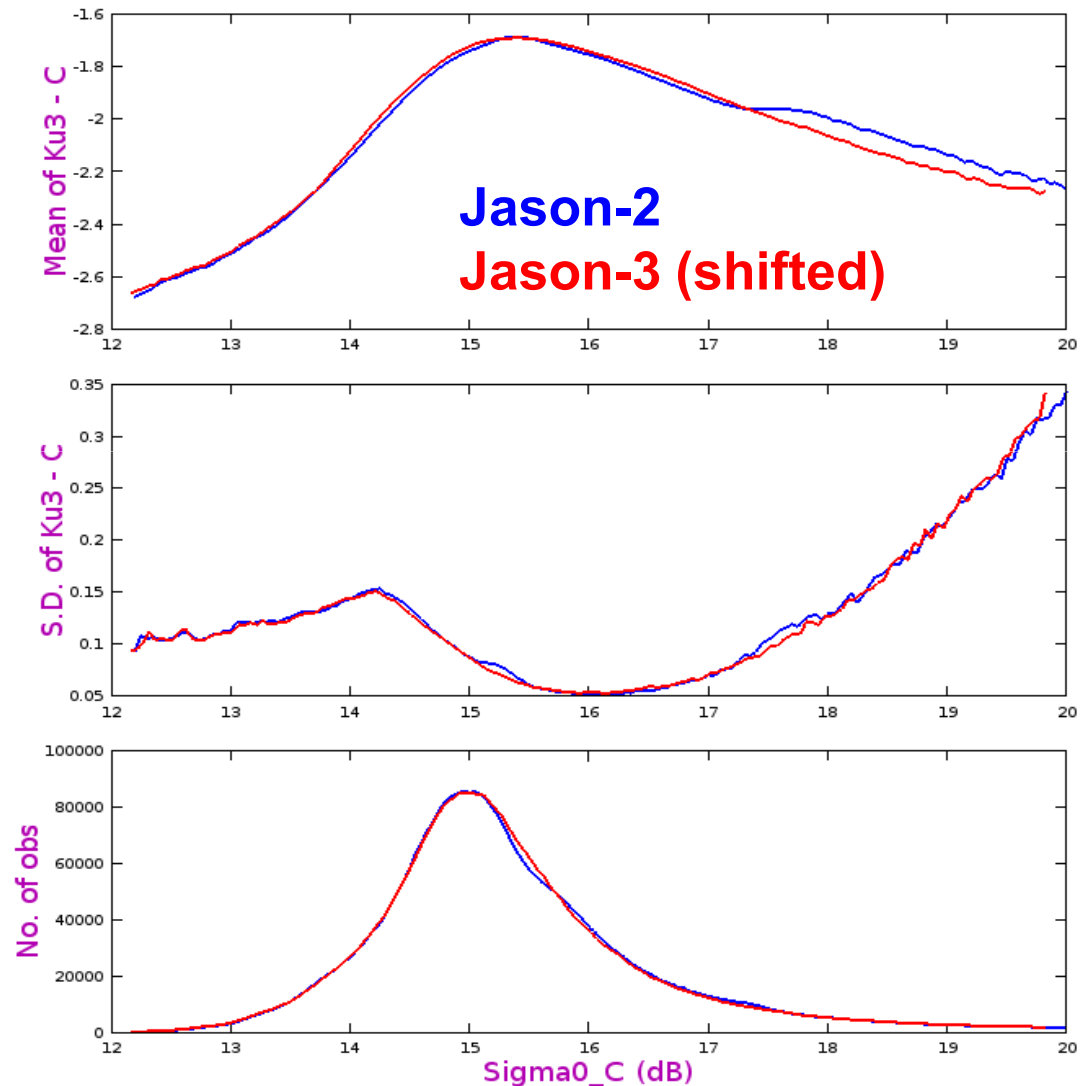 Mean of Ku3 - C
-1.6
-1.8
-2
-2.2
-2.4
-2.6
-2.8
Jason-2
Jason-3 (shifted)
12 13 14 15 16 17 18 19 20
S.D. of Ku3 - C
0.35
0.3
0.25
0.2
0.15
0.1
0.05
12 13 14 15 16 17 18 19 20
No. of obs
100000
80000
60000
40000
20000
0
12 13 14 15 16 17 18 19 20
Sigma0_C (dB)